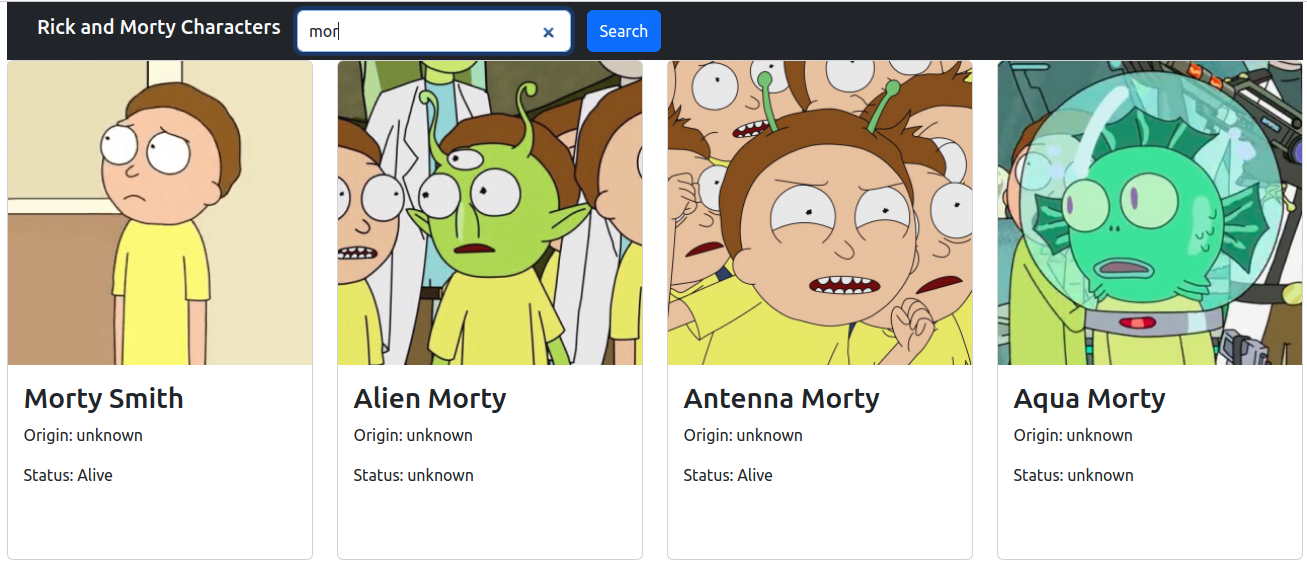 Rick and Morty Characters
mor
Search
Morty Smith
Origin: unknown
Status: Alive
Alien Morty
Origin: unknown
Status: unknown
Antenna Morty
Origin: unknown
Status: Alive
Aqua Morty
Origin: unknown
Status: unknown